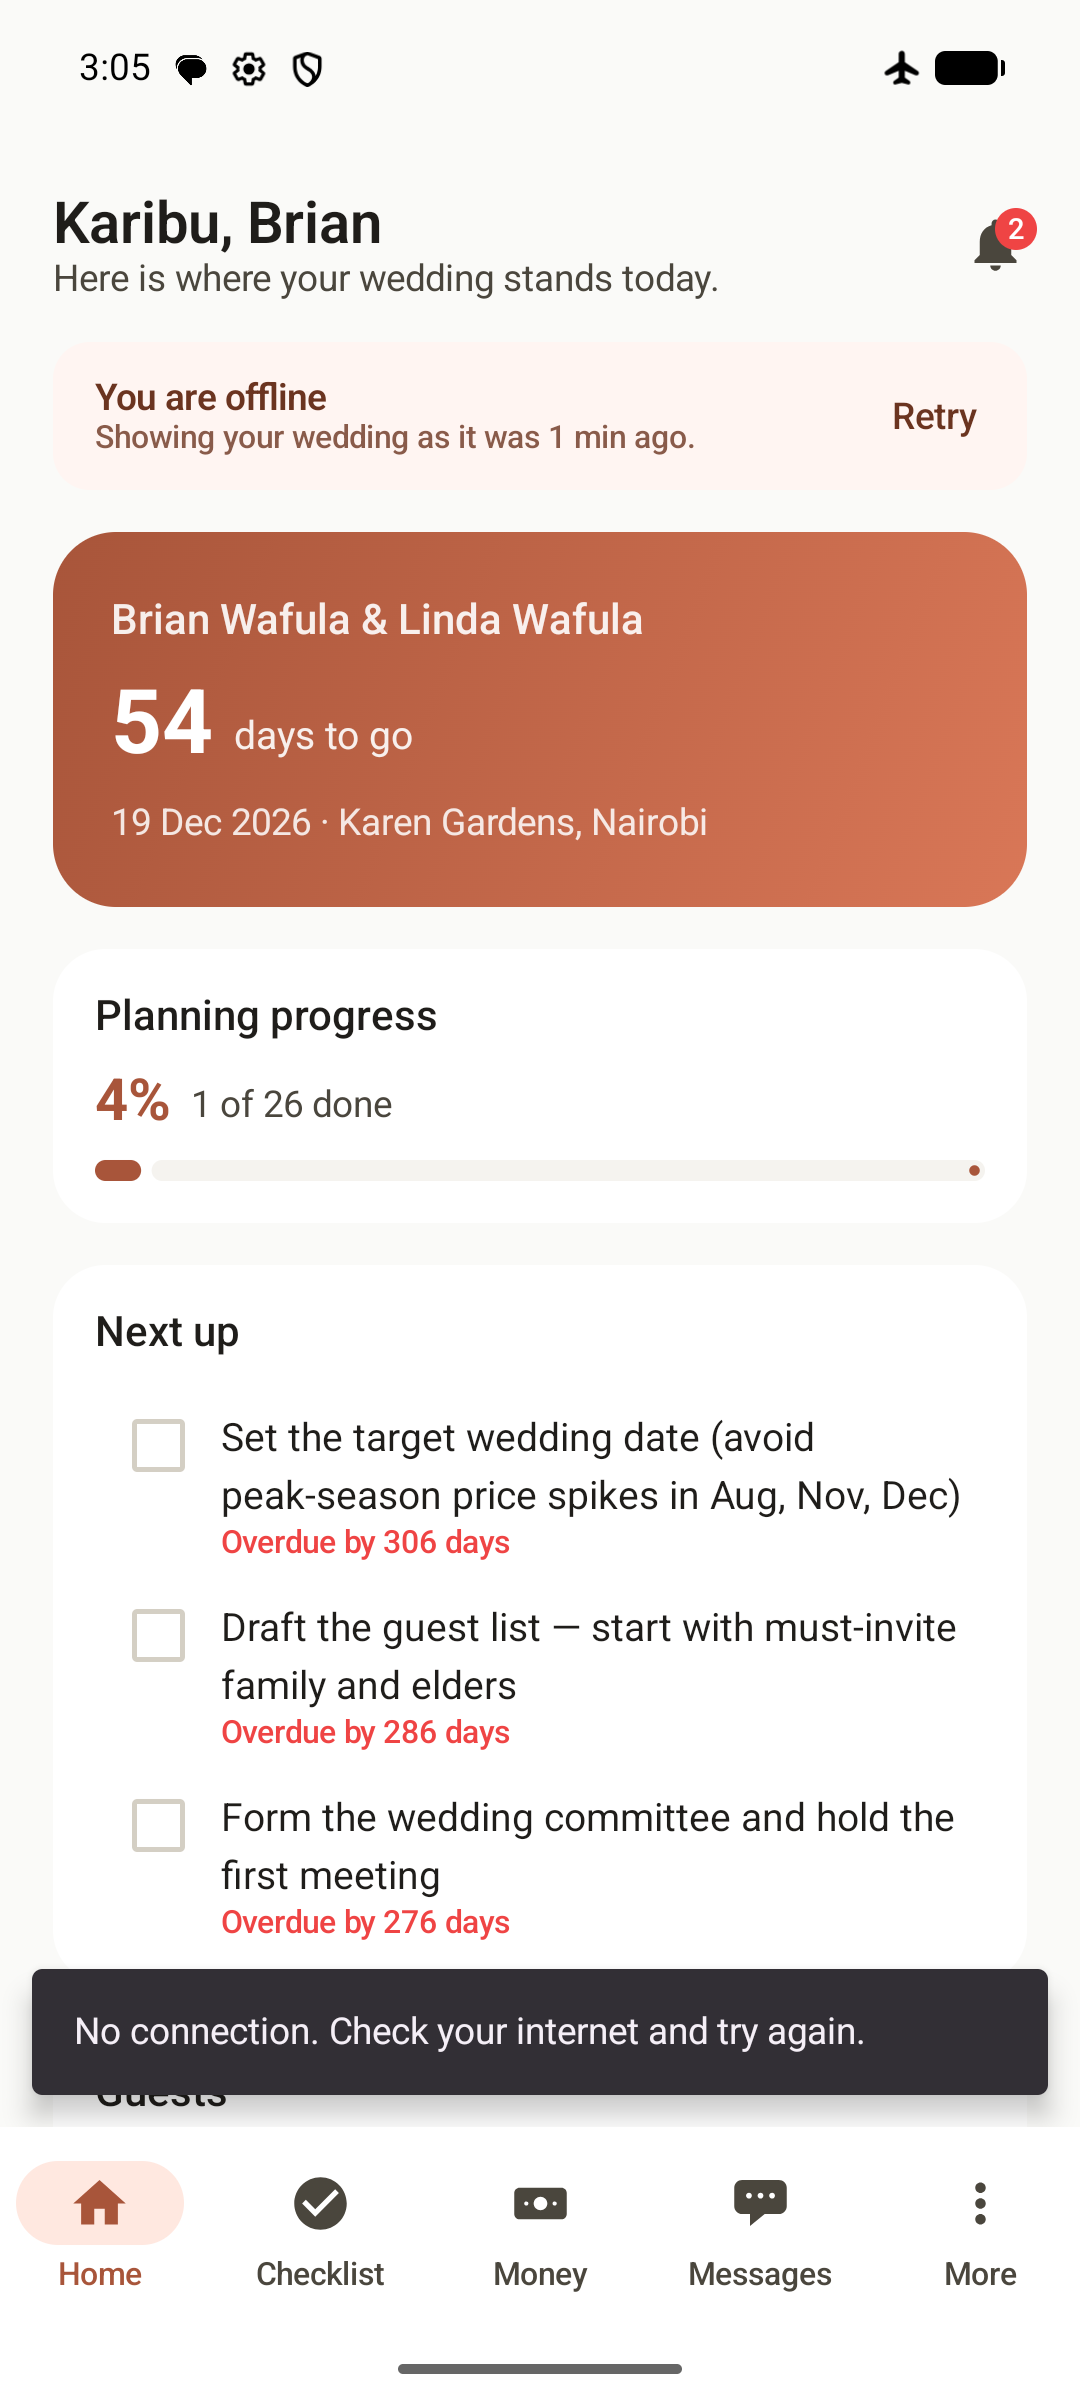 3:05
Karibu, Brian
2
Here is where your wedding stands today.
You are offline
Showing your wedding as it was 1 min ago.
Retry
Brian Wafula & Linda Wafula
54 days to go
19 Dec 2026 · Karen Gardens, Nairobi
Planning progress
4% 1 of 26 done
Next up
Set the target wedding date (avoid
peak-season price spikes in Aug, Nov, Dec)
Overdue by 306 days
Draft the guest list — start with must-invite
family and elders
Overdue by 286 days
Form the wedding committee and hold the
first meeting
Overdue by 276 days
No connection. Check your internet and try again.
Guests
Home
Checklist
Money
Messages
More